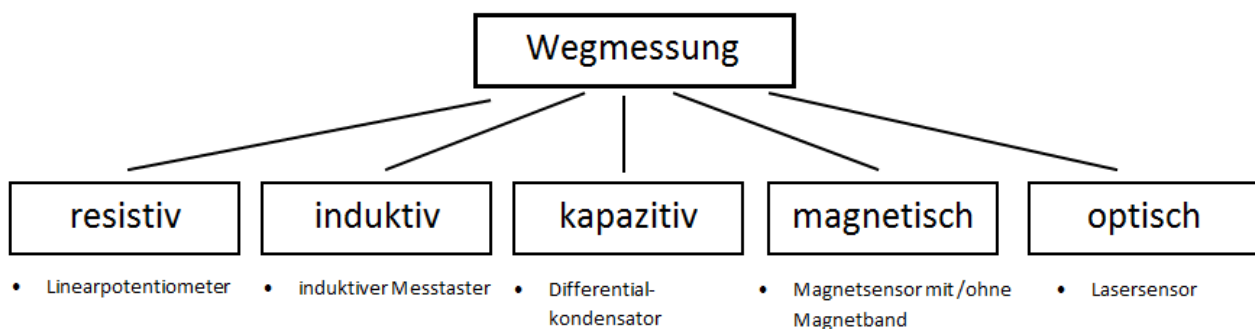 Wegmessung
resistiv
induktiv
kapazitiv
magnetisch
optisch
• Linearpotentiometer
• induktiver Messtaster
• Differential-
kondensator
• Magnetsensor mit/ohne
Magnetband
• Lasersensor